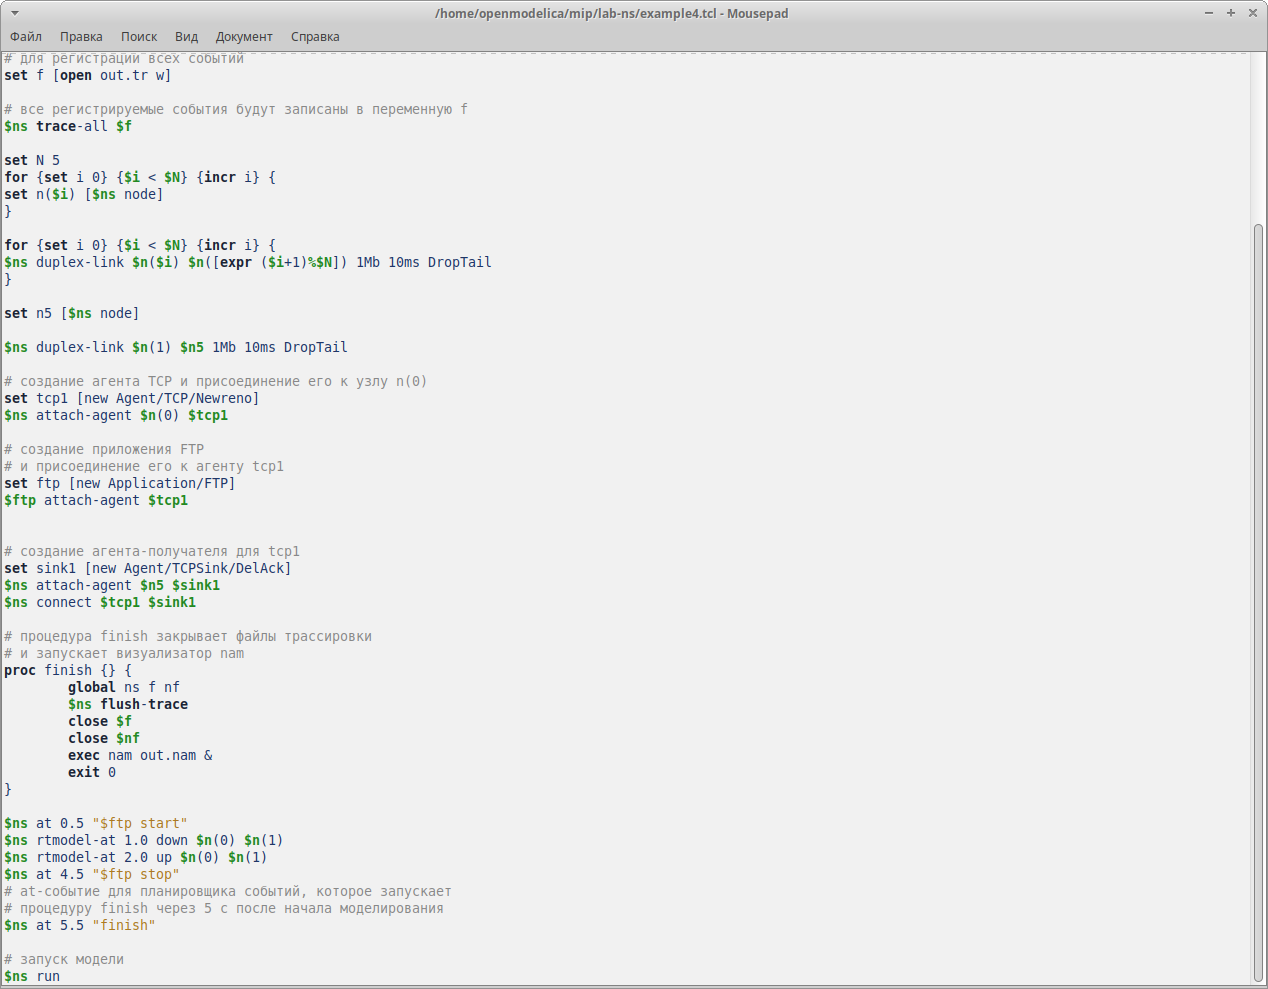 /home/openmodelica/mip/lab-ns/example4.tcl - Mousepad
Файл Правка Поиск Вид Документ Справка
# для регистрации всех событий
set f [open out.tr w]
# все регистрируемые события будут записаны в переменную f
$ns trace-all $f
set N 5
for {set i 0} {$i < $N} {incr i} {
set n($i) [$ns node]
}
for {set i 0} {$i < $N} {incr i} {
$ns duplex-link $n($i) $n([expr ($i+1)%$N]) 1Mb 10ms DropTail
}
set n5 [$ns node]
$ns duplex-link $n(1) $n5 1Mb 10ms DropTail
# создание агента TCP и присоединение его к узлу n(0)
set tcp1 [new Agent/TCP/Newreno]
$ns attach-agent $n(0) $tcp1
# создание приложения FTP
# и присоединение его к агенту tcp1
set ftp [new Application/FTP]
$ftp attach-agent $tcp1
# создание агента-получателя для tcp1
set sink1 [new Agent/TCPSink/DelAck]
$ns attach-agent $n5 $sink1
$ns connect $tcp1 $sink1
# процедура finish закрывает файлы трассировки
# и запускает визуализатор nam
proc finish {} {
global ns f nf
$ns flush-trace
close $f
close $nf
exec nam out.nam &
exit 0
}
$ns at 0.5 "$ftp start"
$ns rtmodel-at 1.0 down $n(0) $n(1)
$ns rtmodel-at 2.0 up $n(0) $n(1)
$ns at 4.5 "$ftp stop"
# at-событие для планировщика событий, которое запускает
# процедуру finish через 5 с после начала моделирования
$ns at 5.5 "finish"
# запуск модели
$ns run